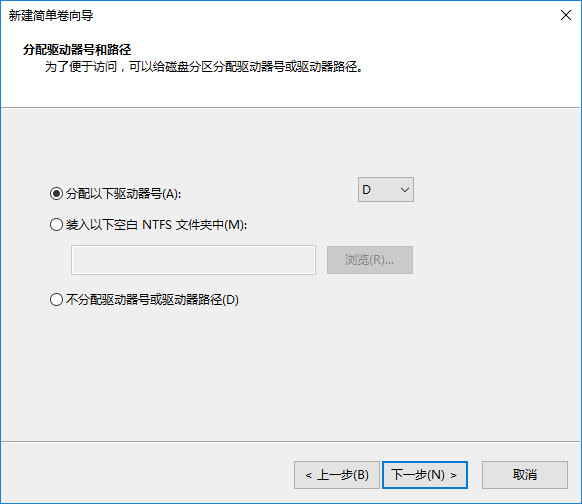 新建简单卷向导
分配驱动器号和路径
为了便于访问，可以给磁盘分区分配驱动器号或驱动器路径。
分配以下驱动器号(A): D
装入以下空白 NTFS 文件夹中(M):
浏览(R)...
不分配驱动器号或驱动器路径(D)
< 上一步(B) 下一步(N) > 取消